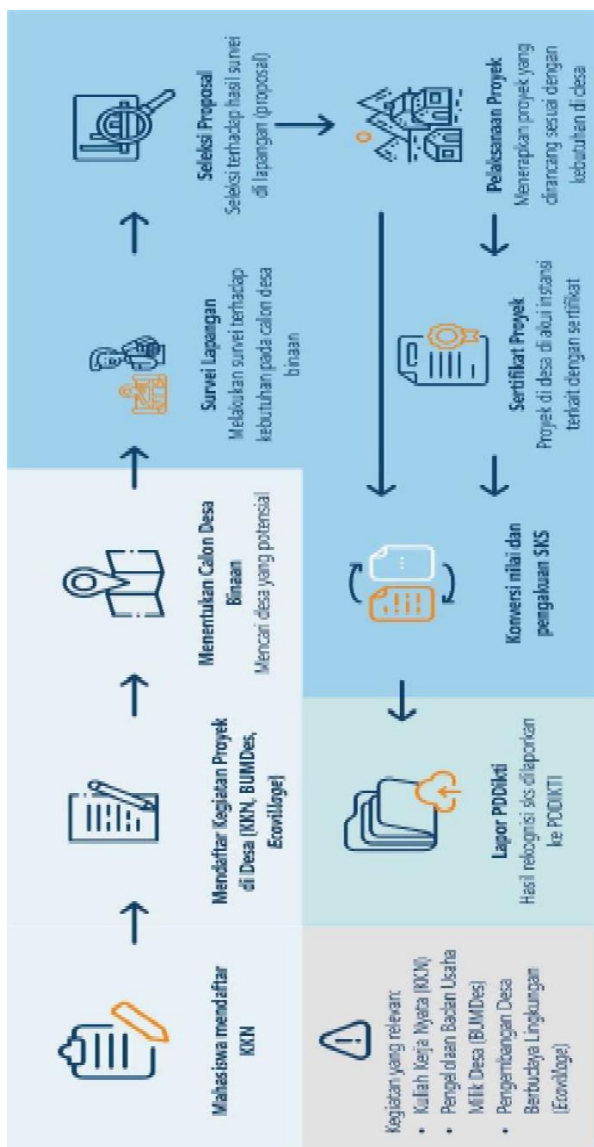 Mahasiswa mendaftar
KKN
Mendaftar Kegiatan Proyek
di Desa (KKN, BUMDes,
Ecovillage)
Menentukan Calon Desa
Binaan
Mencari desa yang potensial
Survei Lapangan
Melakukan survei terhadap
kebutuhan pada calon desa
binaan
Seleksi Proposal
Seleksi terhadap hasil survei
di lapangan (proposal)
Pelaksanaan Proyek
Menerapkan proyek yang
dirancang sesuai dengan
kebutuhan di desa
Sertifikat Proyek
Proyek di desa di akui instansi
terkait dengan sertifikat
Konversi nilai dan
pengakuan SKS
Lapor PDDikti
Hasil rekognisi sks dilaporkan
ke PDDIKTI
Kegiatan yang relevan:
• Kuliah Kerja Nyata (KKN)
• Pengelolaan Badan Usaha
Milik Desa (BUMDes)
• Pengembangan Desa
Berbudaya Lingkungan
(Ecovillage)